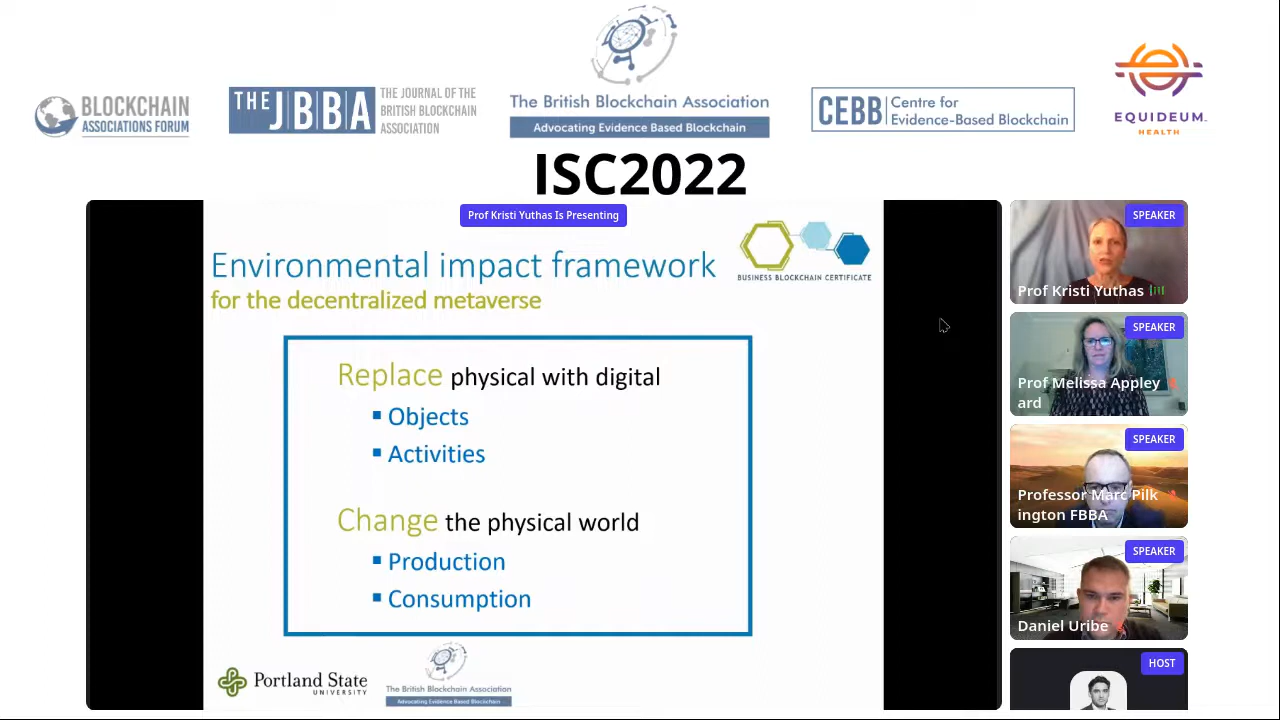 BLOCKCHAIN
ASSOCIATIONS FORUM
THE JBBA
THE JOURNAL OF THE
BRITISH BLOCKCHAIN
ASSOCIATION
The British Blockchain Association
Advocating Evidence Based Blockchain
CEBB
Centre for
Evidence-Based Blockchain
EQUIDEUM
HEALTH
ISC2022
Prof Kristi Yuthas Is Presenting
Environmental impact framework
for the decentralized metaverse
BUSINESS BLOCKCHAIN CERTIFICATE
Replace physical with digital
▪ Objects
▪ Activities
Change the physical world
▪ Production
▪ Consumption
Portland State
UNIVERSITY
The British Blockchain Association
Advocating Evidence Based Blockchain
SPEAKER
Prof Kristi Yuthas
SPEAKER
Prof Melissa Appley
ard
SPEAKER
Professor Marc Pilk
ington FBBA
SPEAKER
Daniel Uribe
HOST